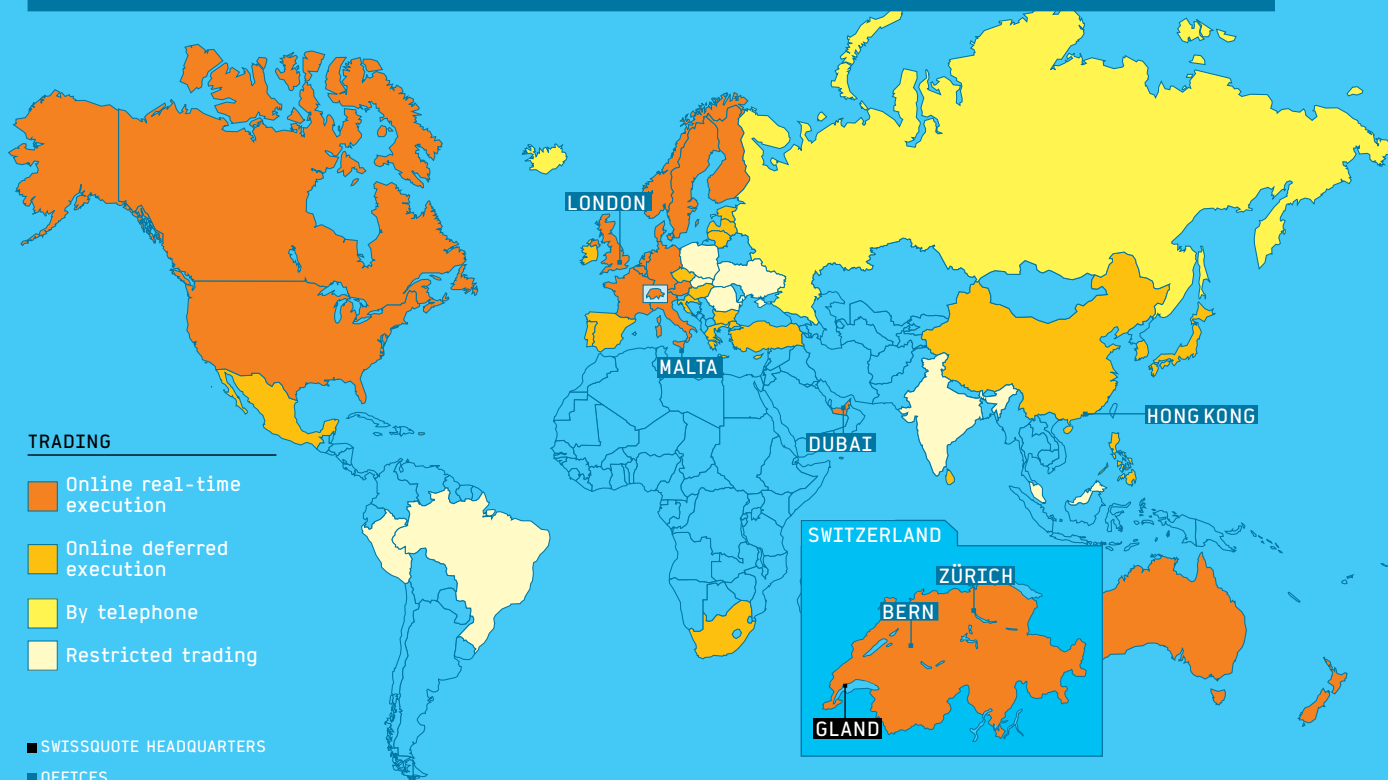 LONDON
MALTA
DUBAI
HONG KONG
TRADING
Online real-time
execution
Online deferred
execution
By telephone
Restricted trading
SWITZERLAND
ZÜRICH
BERN
GLAND
SWISSQUOTE HEADQUARTERS
OFFICES